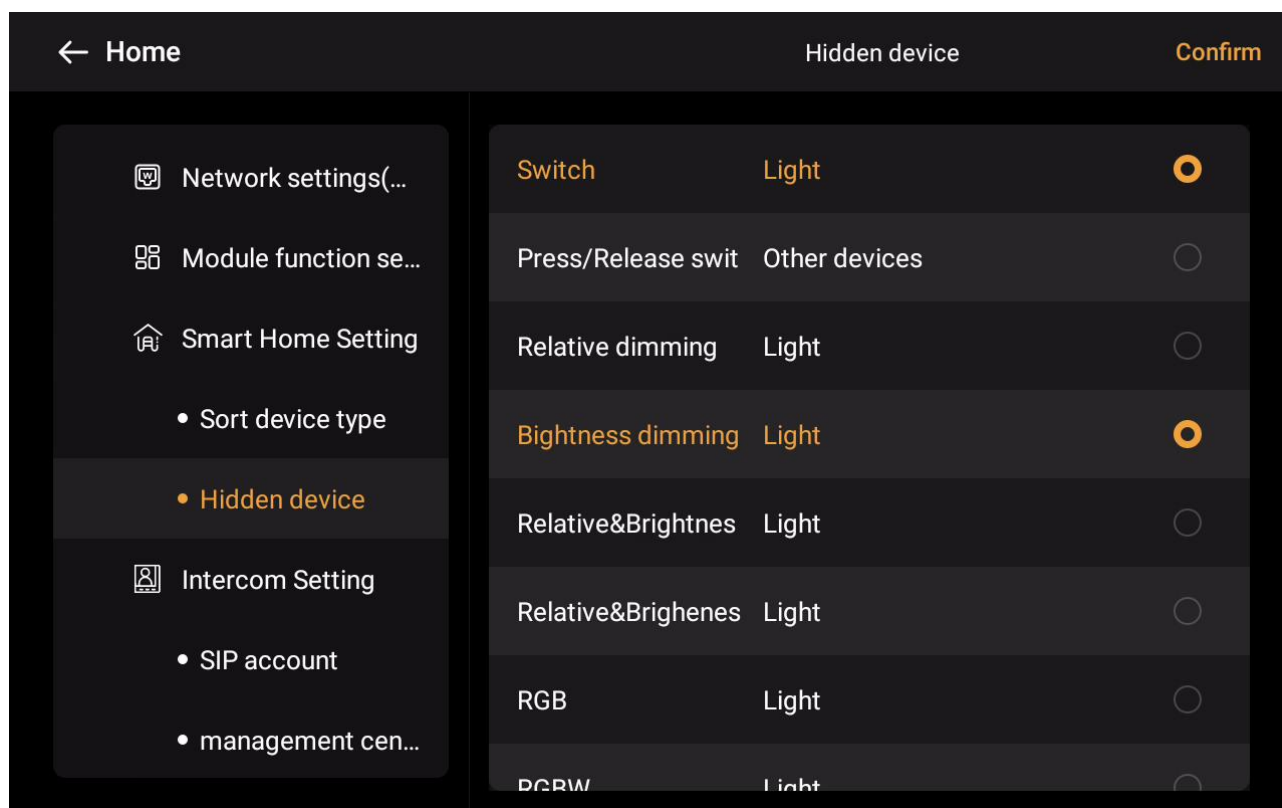 Home
Hidden device
Confirm
Network settings(...
Module function se...
Smart Home Setting
Sort device type
Hidden device
Intercom Setting
SIP account
management cen...
Switch Light
Press/Release swit Other devices
Relative dimming Light
Bightness dimming Light
Relative&Brightnes Light
Relative&Brighenes Light
RGB Light
RGBW Light